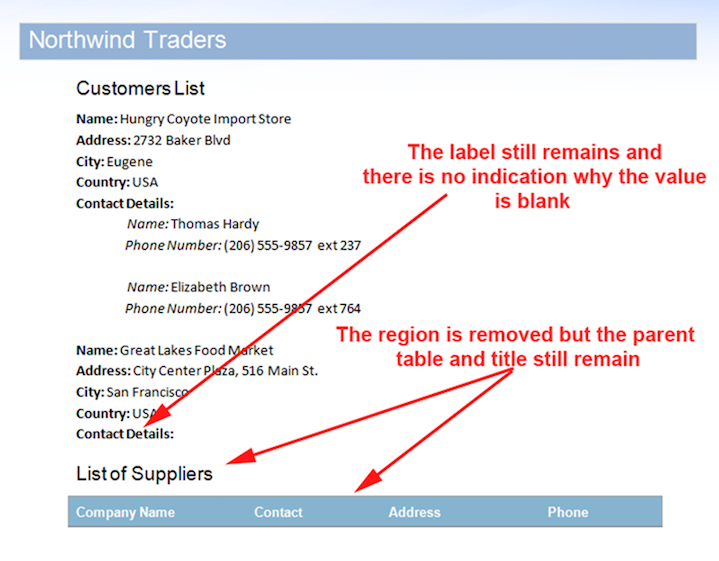 Northwind Traders
Customers List
Name: Hungry Coyote Import Store
Address: 2732 Baker Blvd
City: Eugene
Country: USA
Contact Details:
Name: Thomas Hardy
Phone Number: (206) 555-9857 ext 237
Name: Elizabeth Brown
Phone Number: (206) 555-9857 ext 764
The label still remains and
there is no indication why the value
is blank
The region is removed but the parent
table and title still remain
Name: Great Lakes Food Market
Address: City Center Plaza, 516 Main St.
City: San Francisco
Country: USA
Contact Details:
List of Suppliers
Company Name Contact Address Phone